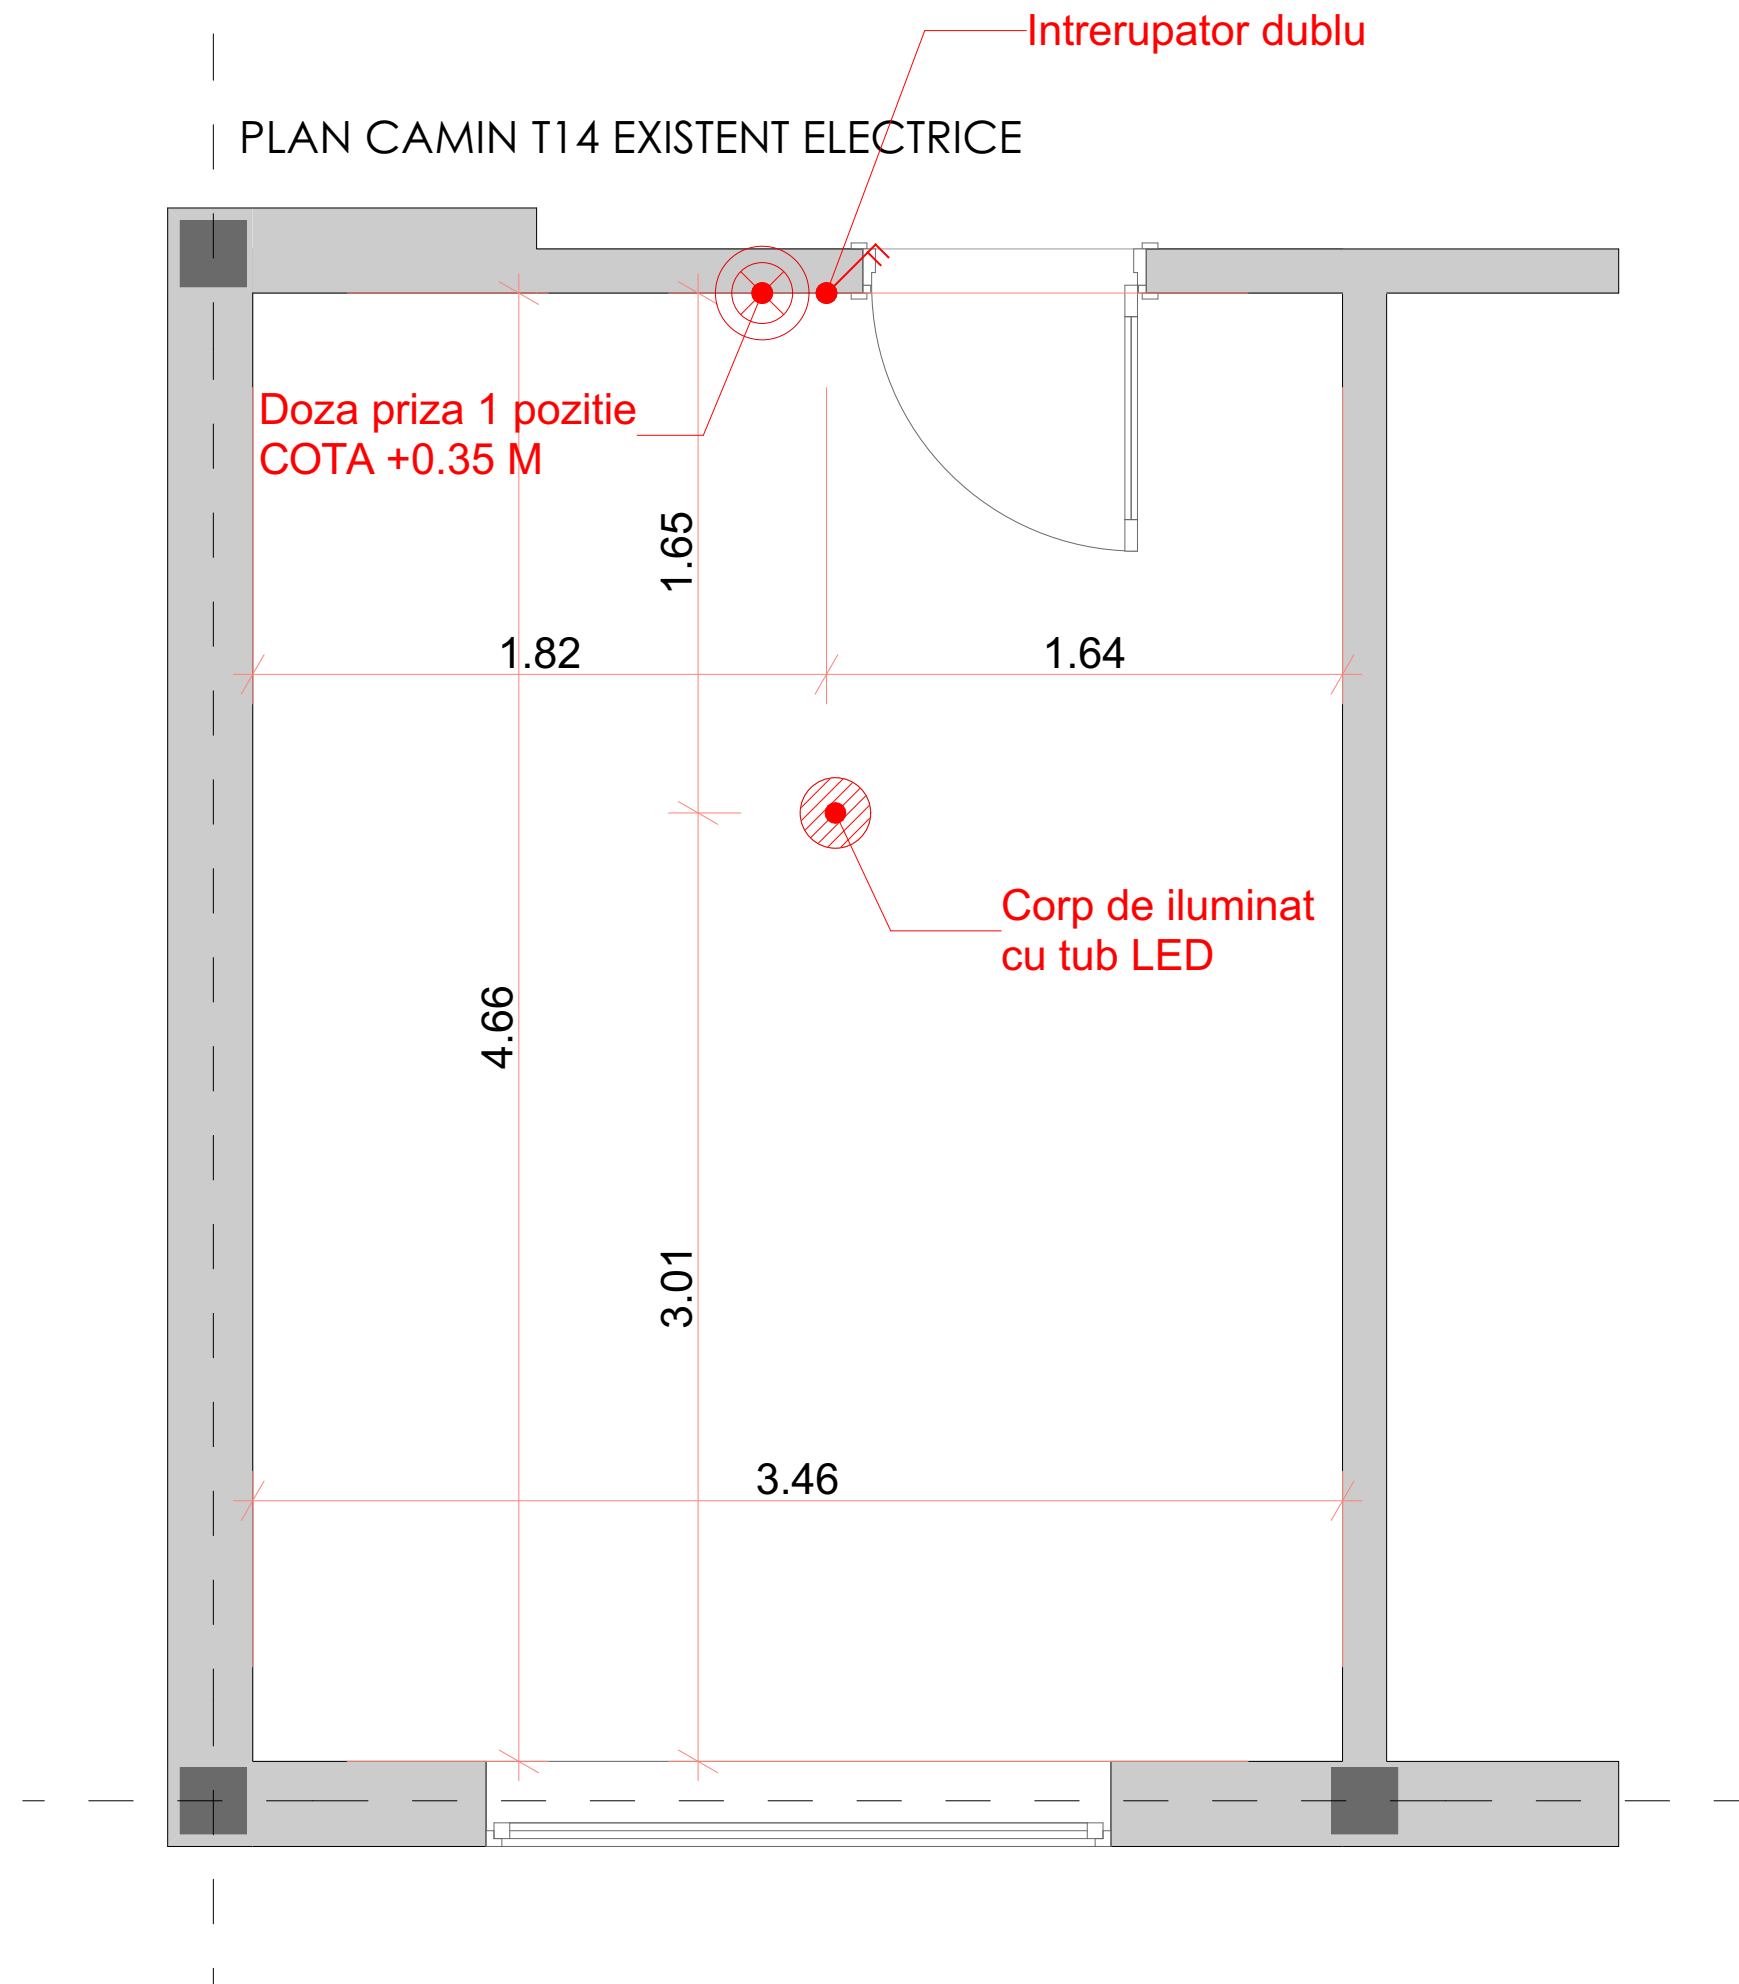 Intrerupator dublu
PLAN CAMIN T14 EXISTENT ELECTRICE
Doza priza 1 pozitie
COTA +0.35 M
1.65
1.82
1.64
Corp de iluminat
cu tub LED
4.66
3.01
3.46